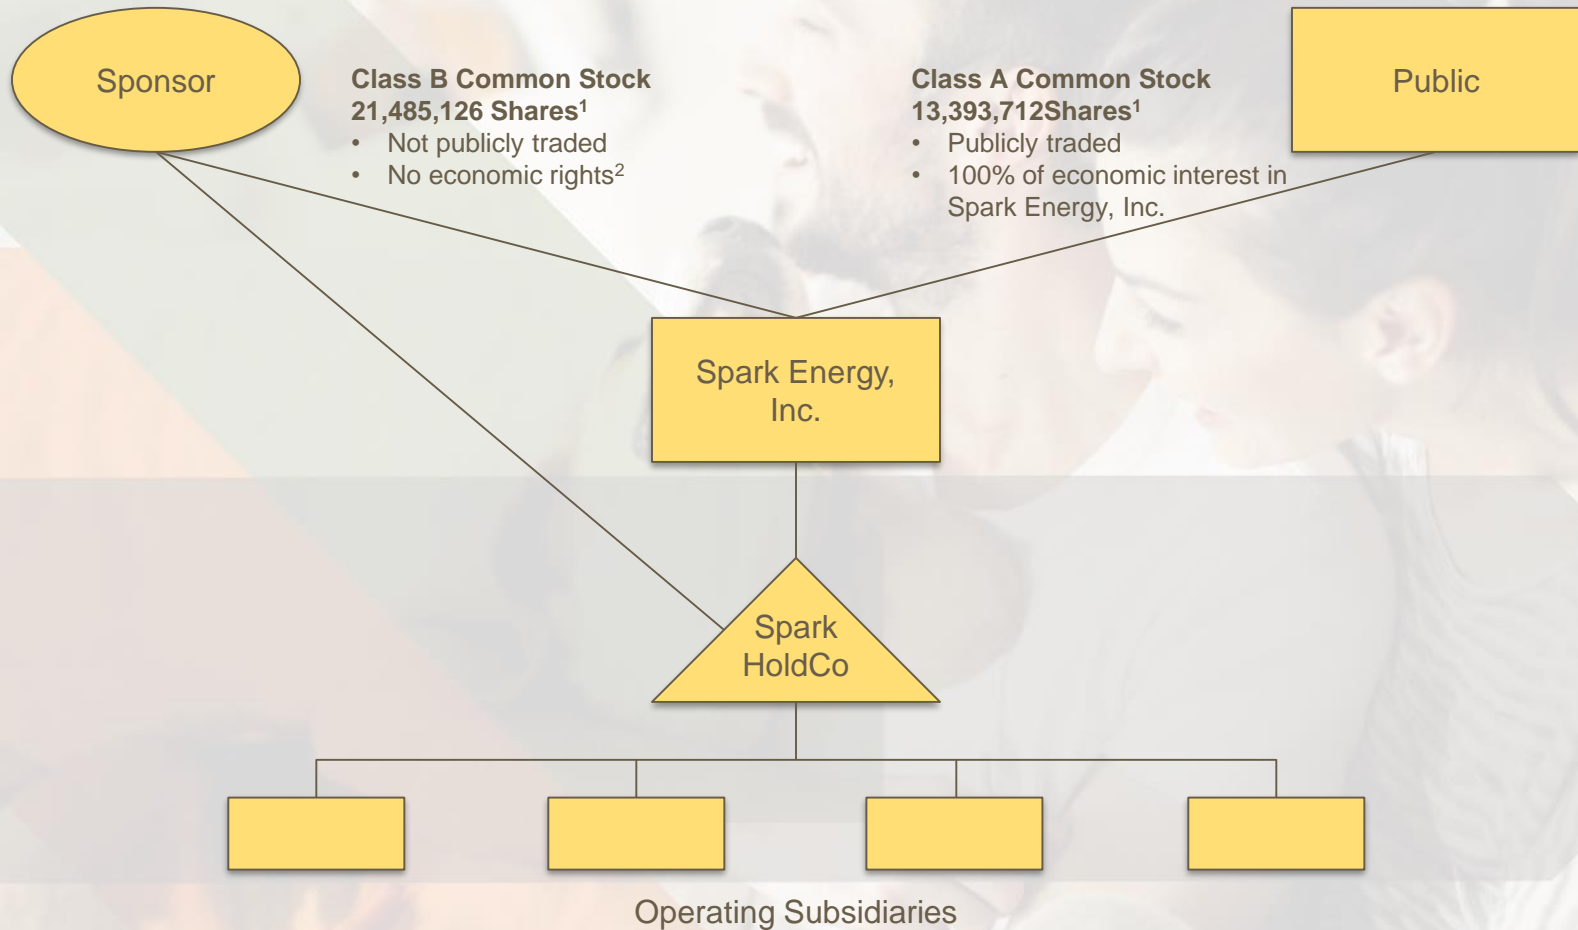 Sponsor
Class B Common Stock
21,485,126 Shares¹
• Not publicly traded
• No economic rights²
Class A Common Stock
13,393,712Shares¹
• Publicly traded
• 100% of economic interest in
Spark Energy, Inc.
Public
Spark Energy,
Inc.
Spark
HoldCo
Operating Subsidiaries